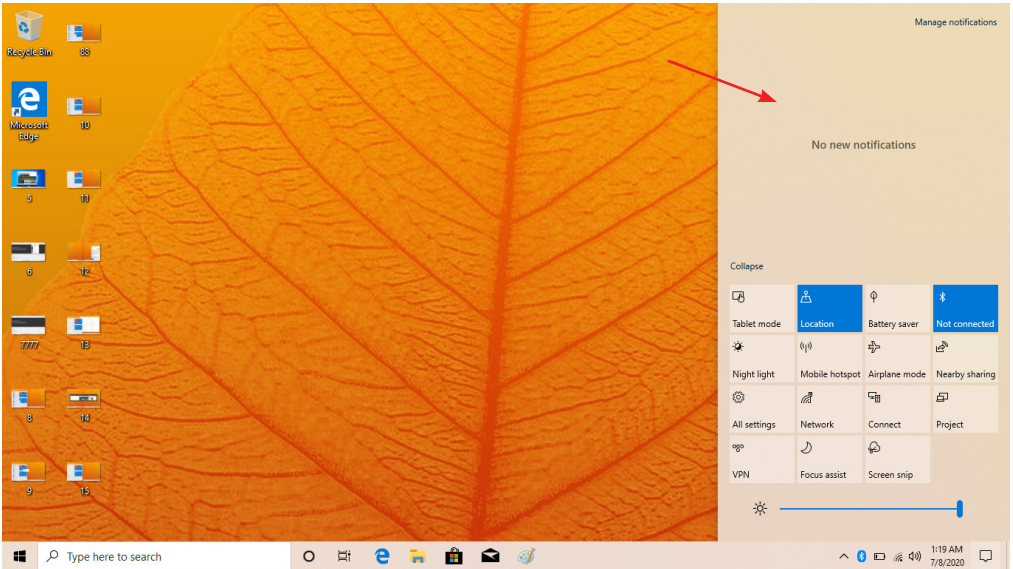 Recycle Bin
88
Microsoft
Edge
10
5
11
6
12
7777
13
8
14
9
15
Manage notifications
No new notifications
Collapse
Tablet mode
Location
Battery saver
Not connected
Night light
Mobile hotspot
Airplane mode
Nearby sharing
All settings
Network
Connect
Project
VPN
Focus assist
Screen snip
Type here to search
1:19 AM
7/8/2020